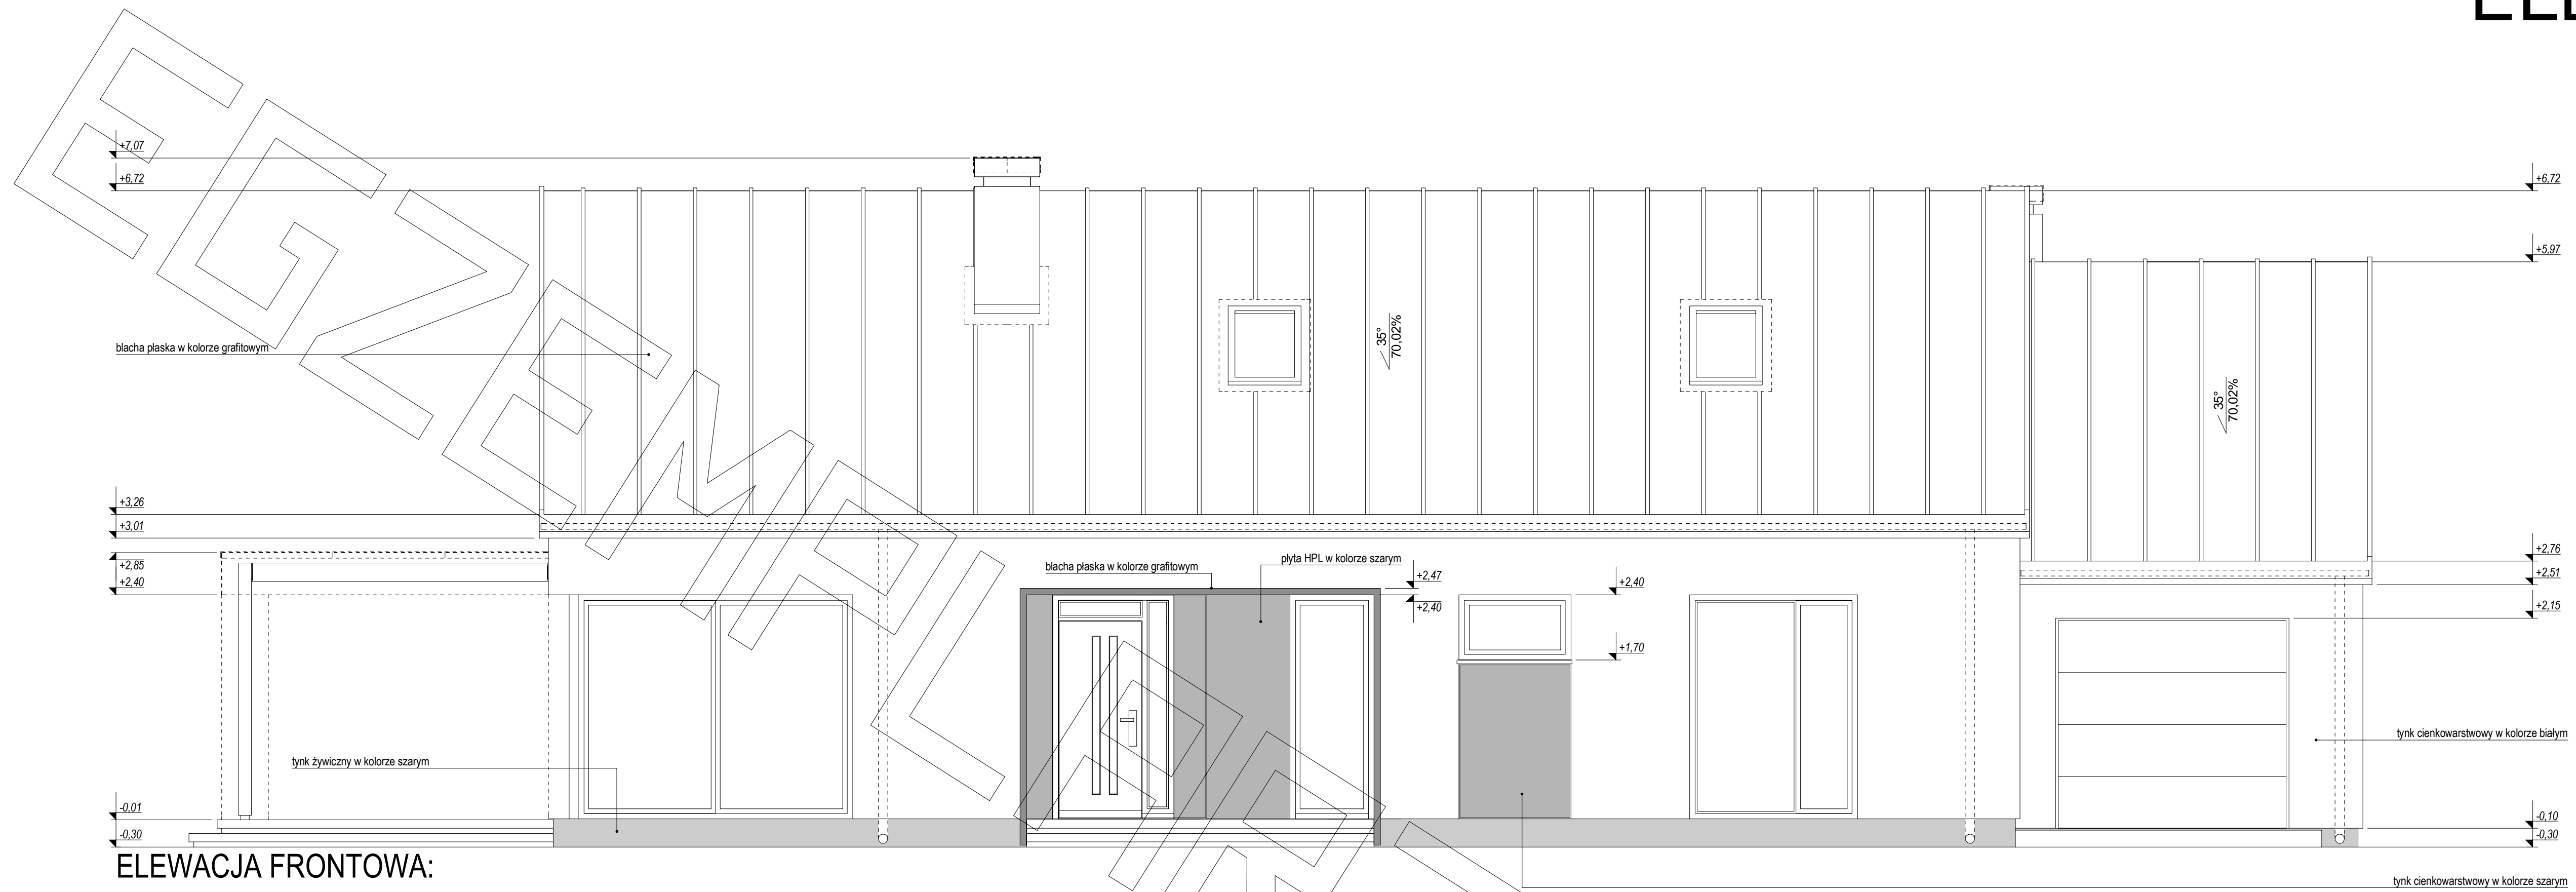 ELE
+7,07
+6,72
+6,72
+5,97
blacha płaska w kolorze grafitowym
35°
70,02%
35°
70,02%
+3,26
+3,01
+2,85
+2,40
blacha płaska w kolorze grafitowym
płyta HPL w kolorze szarym
+2,47
+2,40
+2,40
+1,70
+2,76
+2,51
+2,15
tynk żywiczny w kolorze szarym
tynk cienkowarstwowy w kolorze białym
-0,01
-0,30
-0,10
-0,30
ELEWACJA FRONTOWA:
tynk cienkowarstwowy w kolorze szarym
EGZEMPLARZ